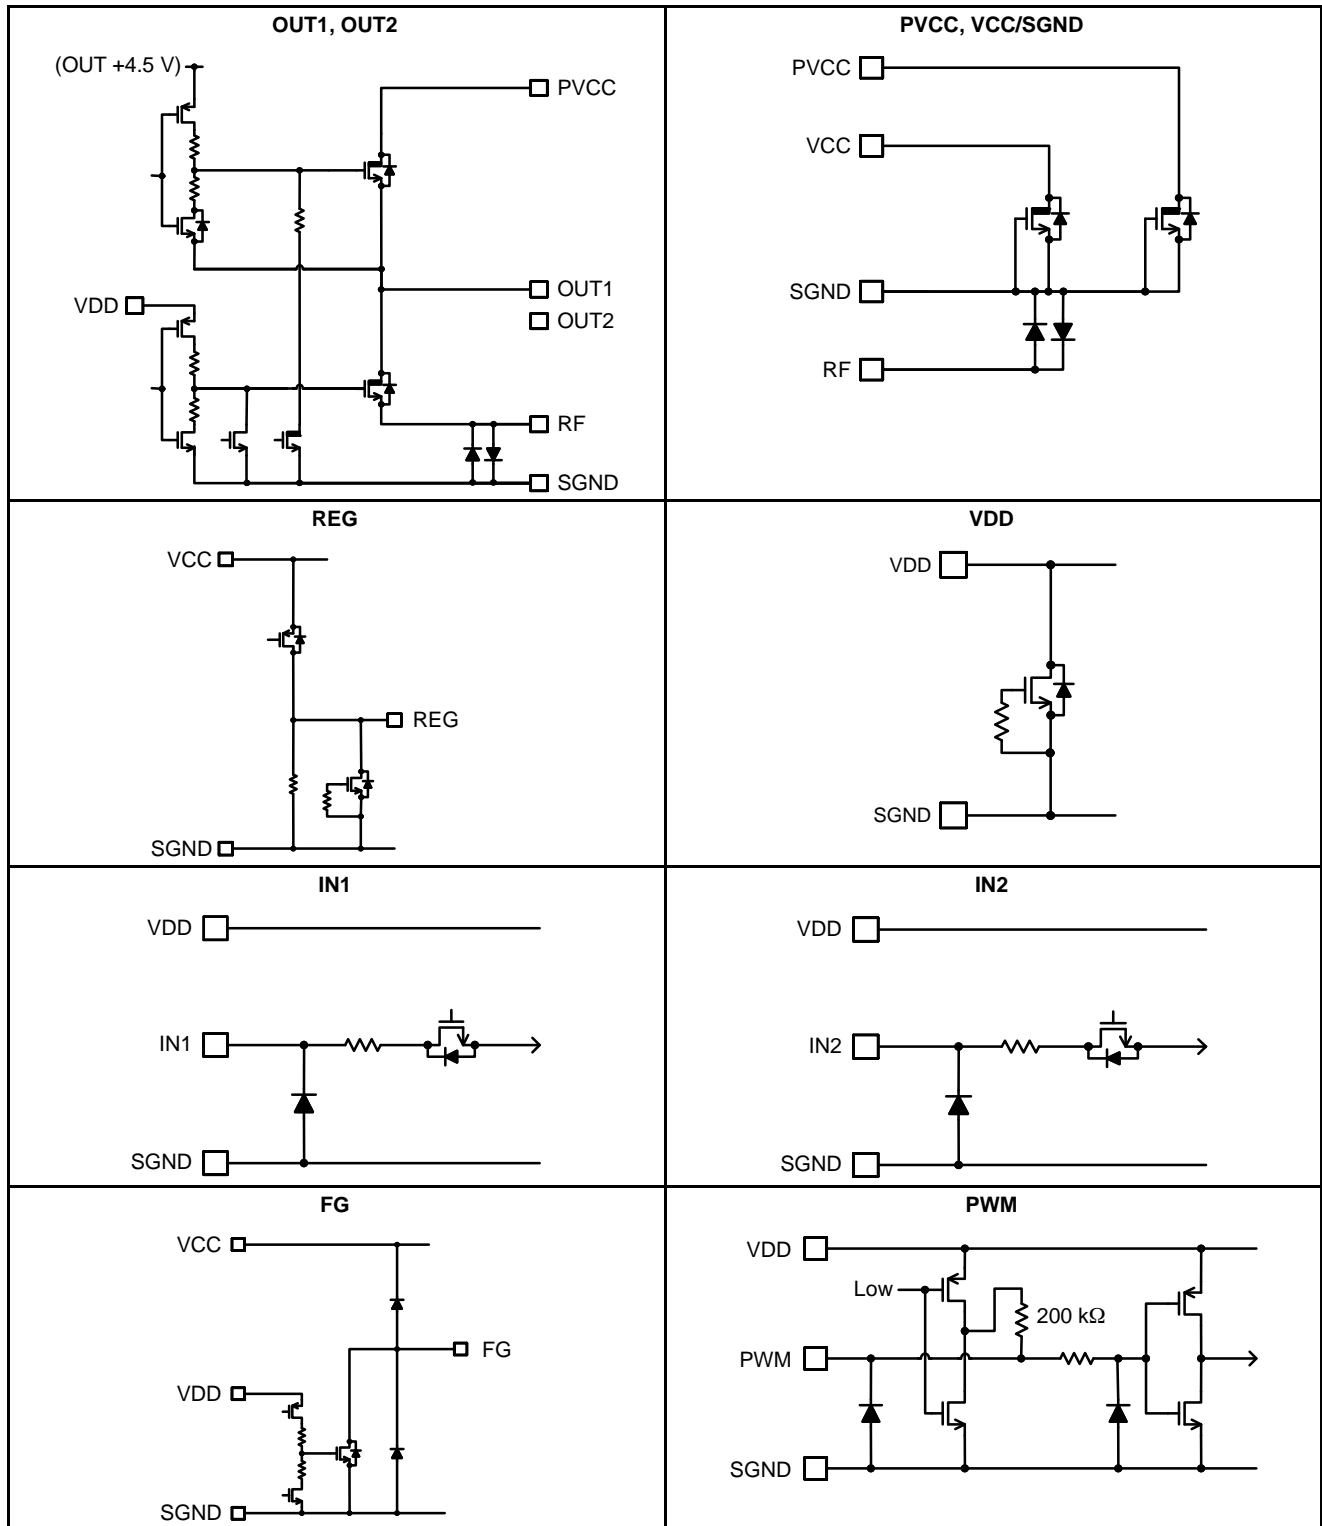 OUT1, OUT2
(OUT +4.5 V)
PVCC
OUT1
VDD
OUT2
RF
SGND
PVCC, VCC/SGND
PVCC
VCC
SGND
RF
REG
VCC
REG
SGND
VDD
VDD
SGND
IN1
VDD
IN1
SGND
IN2
VDD
IN2
SGND
FG
VCC
FG
VDD
SGND
PWM
VDD
Low
200 kΩ
PWM
SGND